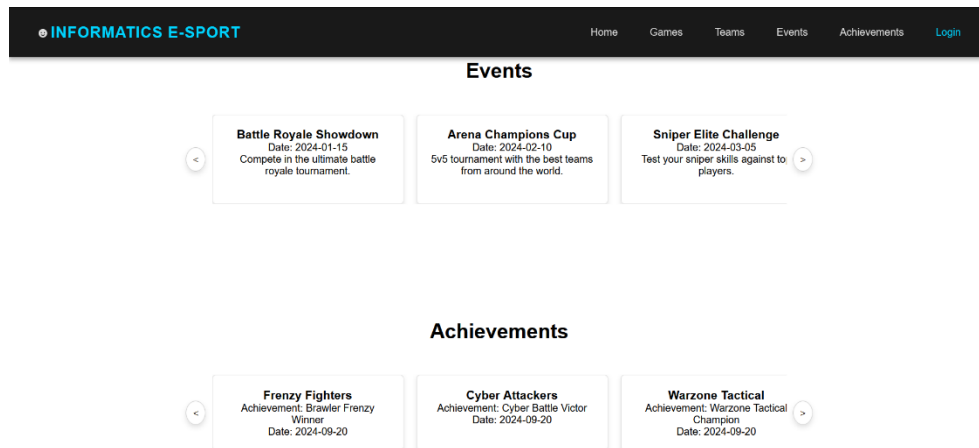 INFORMATICS E-SPORT
Home Games Teams Events Achievements Login
Events
Battle Royale Showdown
Date: 2024-01-15
Compete in the ultimate battle
royale tournament.
Arena Champions Cup
Date: 2024-02-10
5v5 tournament with the best teams
from around the world.
Sniper Elite Challenge
Date: 2024-03-05
Test your sniper skills against
players.
<
>
Achievements
Frenzy Fighters
Achievement: Brawler Frenzy
Winner
Date: 2024-09-20
Cyber Attackers
Achievement: Cyber Battle Victor
Date: 2024-09-20
Warzone Tactical
Achievement: Warzone Tactical
Champion
Date: 2024-09-20
<
>